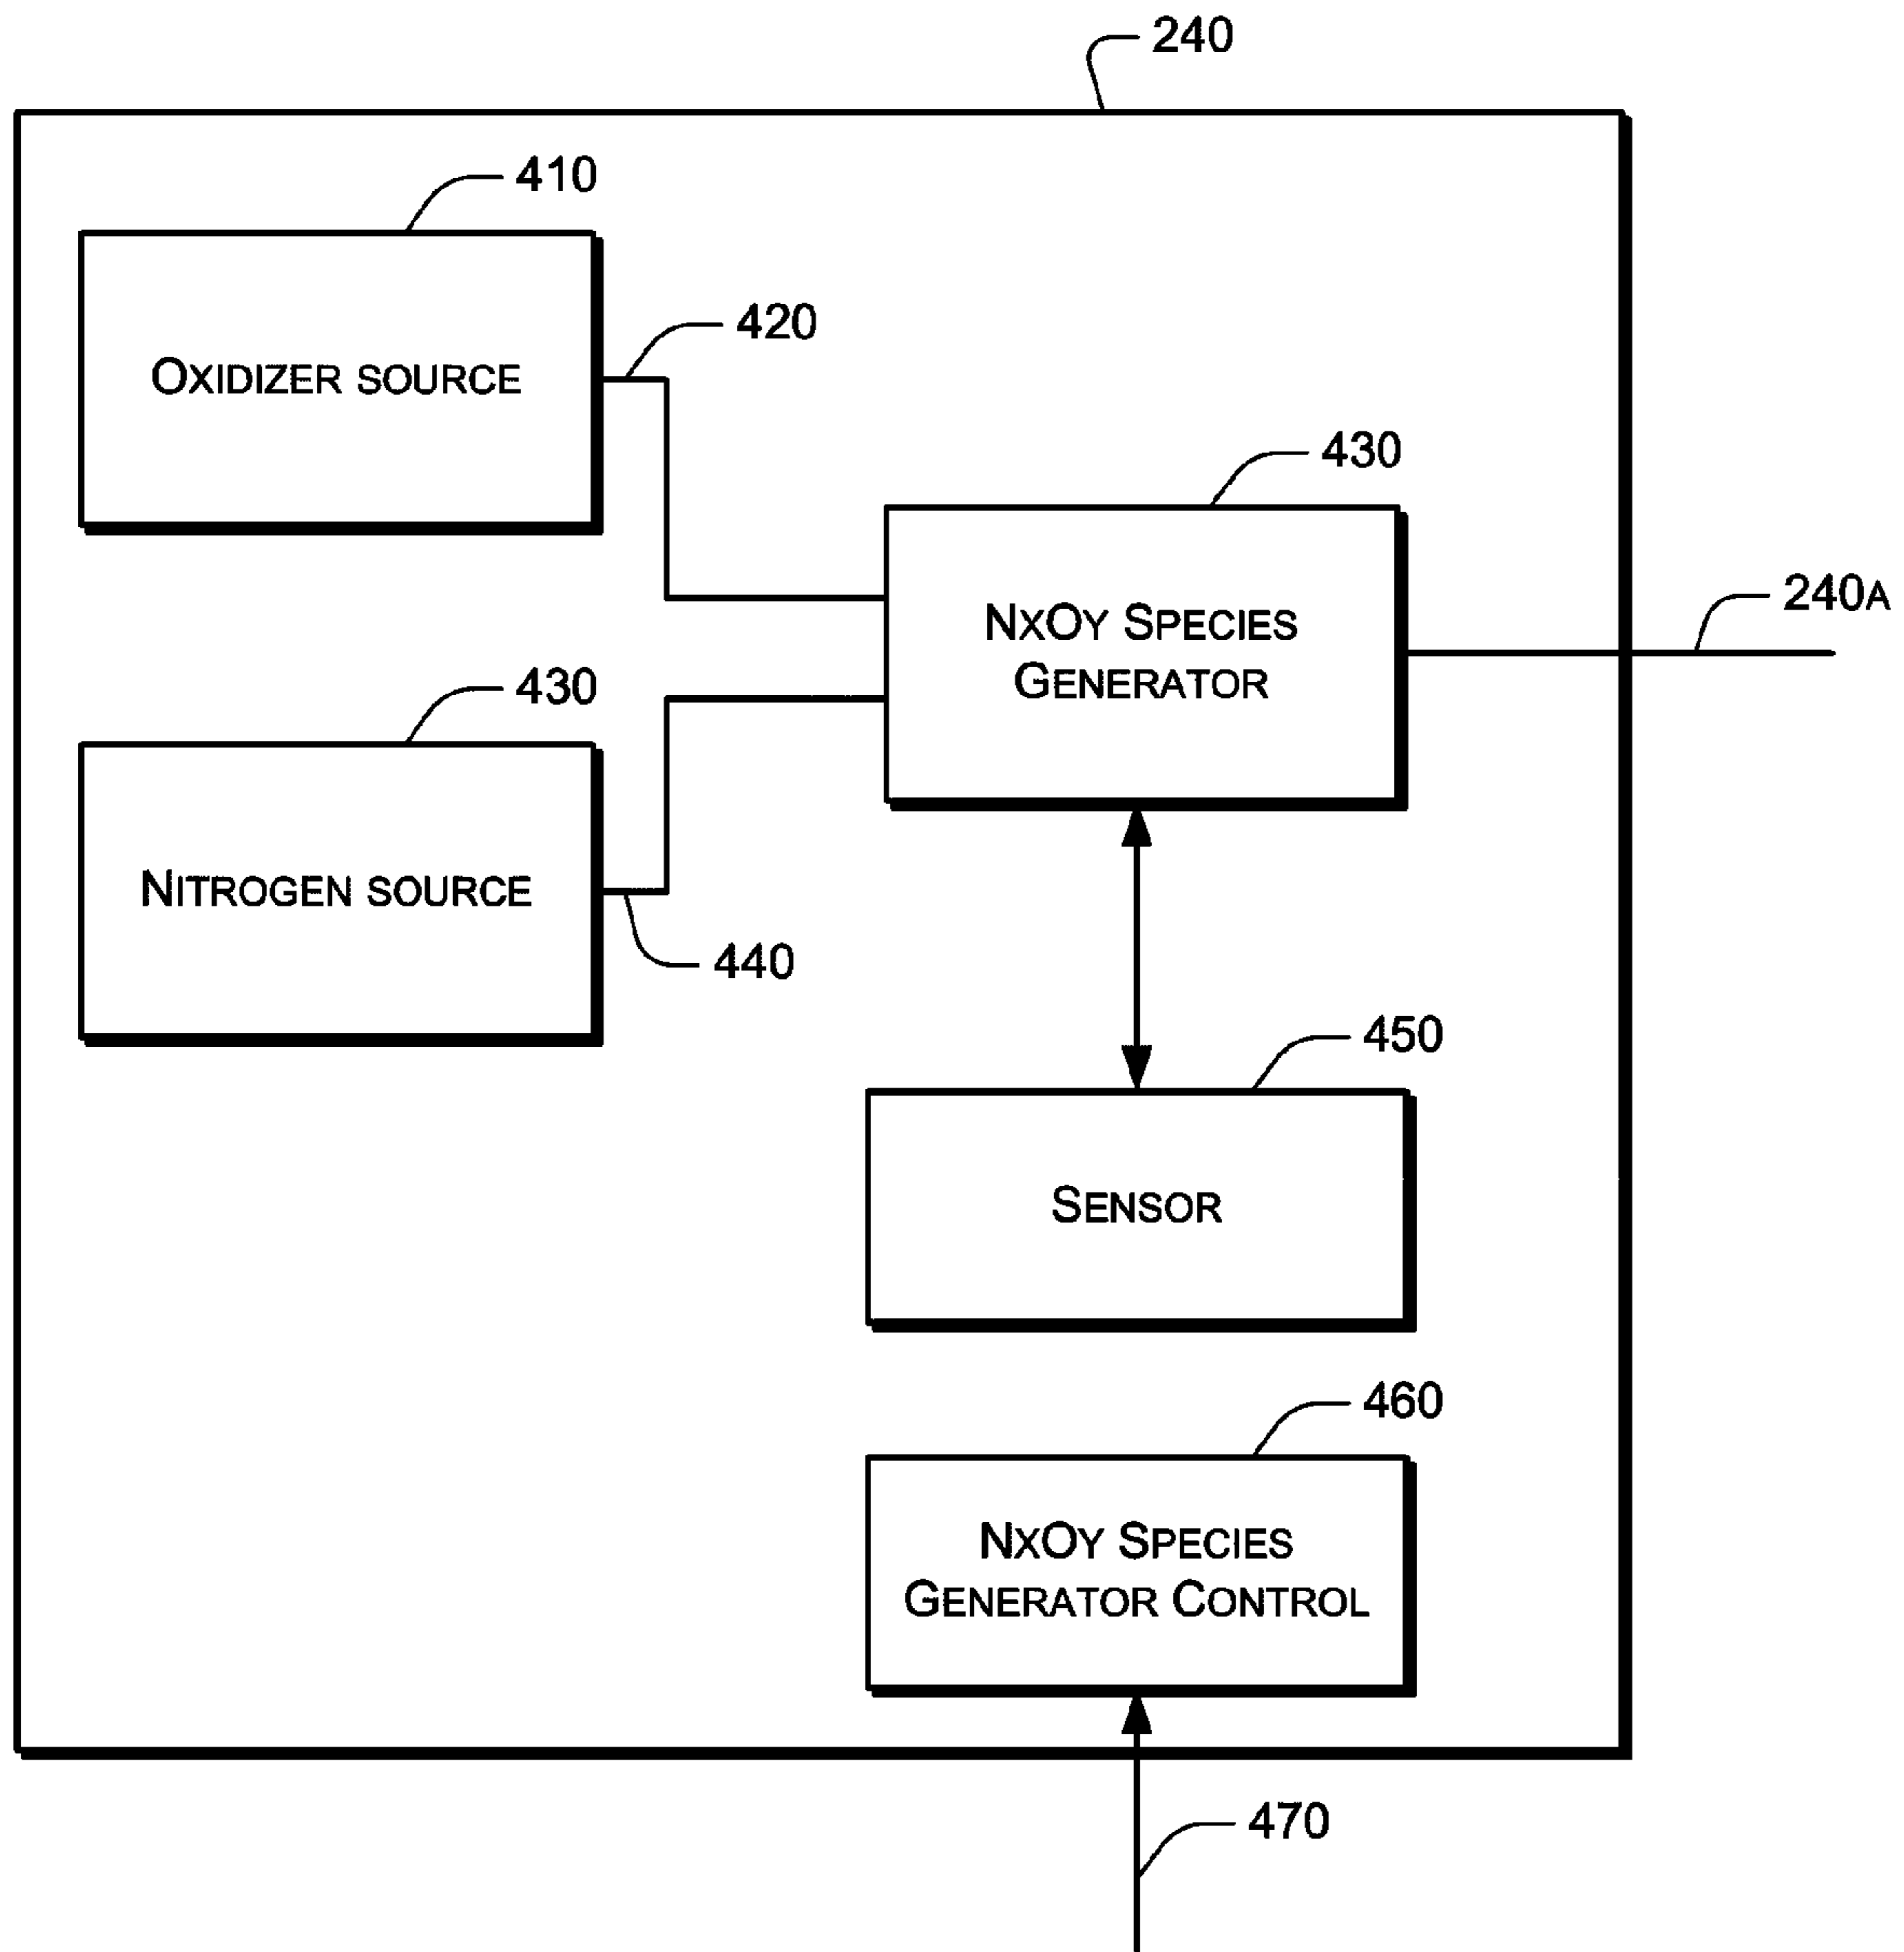 240
410
OXIDIZER SOURCE
420
430
NXOY SPECIES
GENERATOR
240A
430
NITROGEN SOURCE
440
450
SENSOR
460
NXOY SPECIES
GENERATOR CONTROL
470